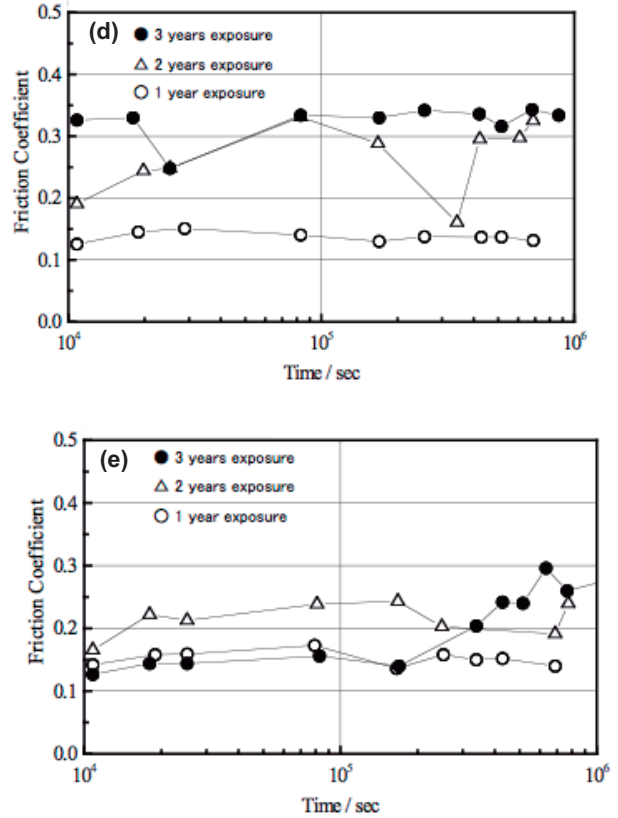 (d)
● 3 years exposure
△ 2 years exposure
○ 1 year exposure
0.5
0.4
0.3
0.2
0.1
0.0
Friction Coefficient
10⁴
10⁵
10⁶
Time / sec
(e)
● 3 years exposure
△ 2 years exposure
○ 1 year exposure
0.5
0.4
0.3
0.2
0.1
0.0
Friction Coefficient
10⁴
10⁵
10⁶
Time / sec